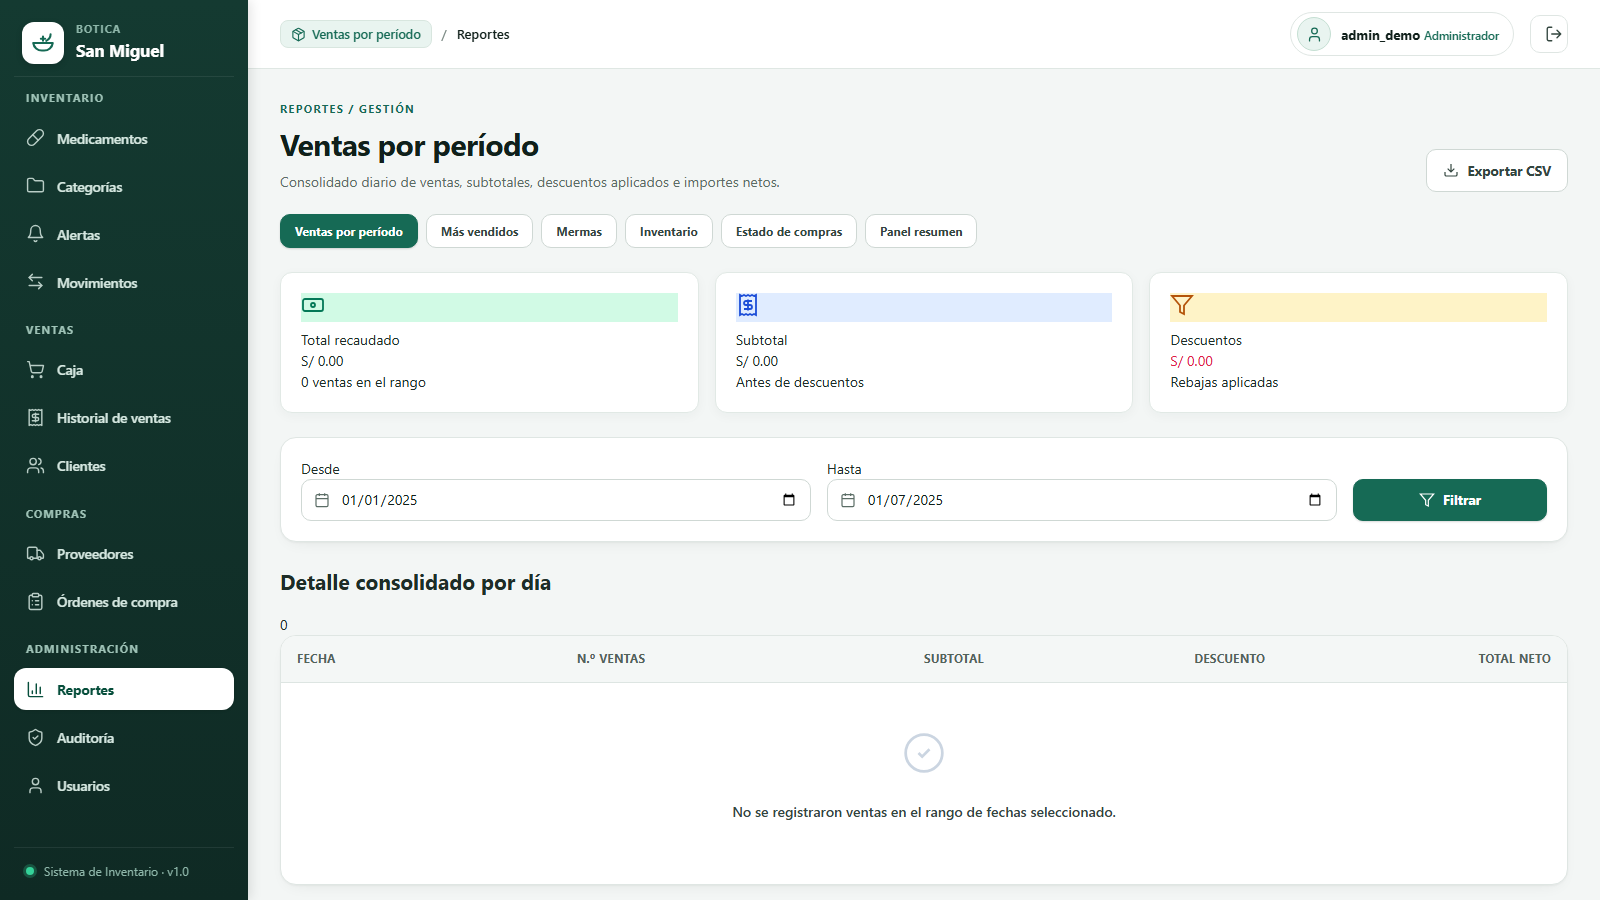 BOTICA
San Miguel
INVENTARIO
Medicamentos
Categorías
Alertas
Movimientos
VENTAS
Caja
Historial de ventas
Clientes
COMPRAS
Proveedores
Órdenes de compra
ADMINISTRACIÓN
Reportes
Auditoría
Usuarios
Sistema de Inventario · v1.0
Ventas por período / Reportes
admin_demo Administrador
REPORTES / GESTIÓN
Ventas por período
Consolidado diario de ventas, subtotales, descuentos aplicados e importes netos.
Exportar CSV
Ventas por período Más vendidos Mermas Inventario Estado de compras Panel resumen
Total recaudado
S/ 0.00
0 ventas en el rango
Subtotal
S/ 0.00
Antes de descuentos
Descuentos
S/ 0.00
Rebajas aplicadas
Desde
01/01/2025
Hasta
01/07/2025
Filtrar
Detalle consolidado por día
0
FECHA N.º VENTAS SUBTOTAL DESCUENTO TOTAL NETO
No se registraron ventas en el rango de fechas seleccionado.